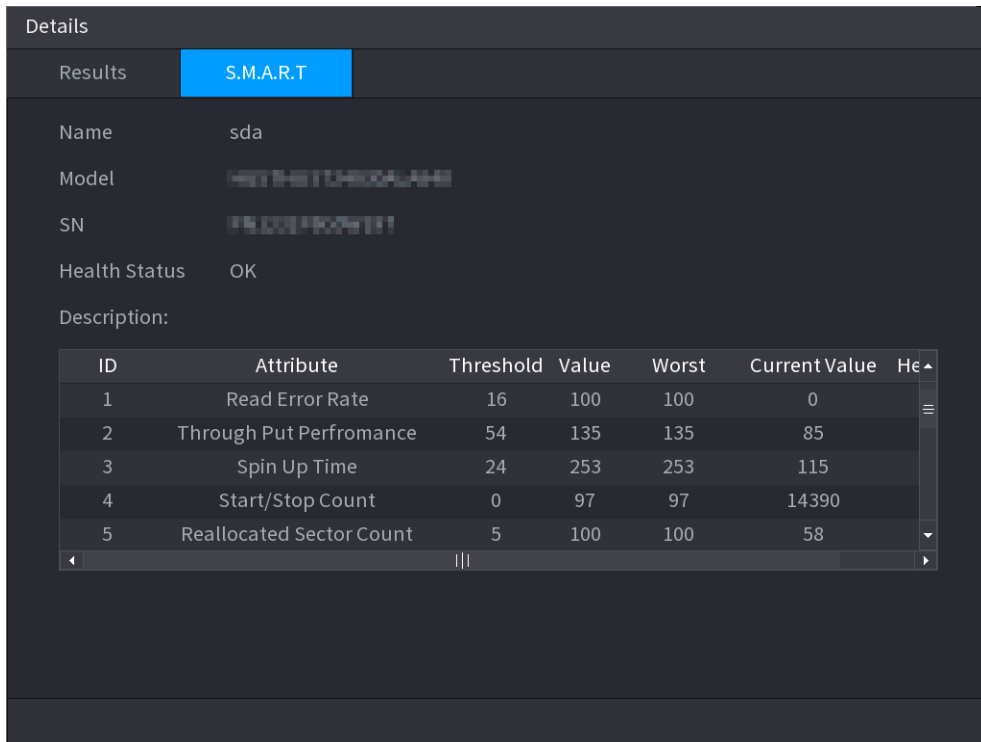 Details
Results S.M.A.R.T
Name sda
Model
SN
Health Status OK
Description:
ID Attribute Threshold Value Worst Current Value He
1 Read Error Rate 16 100 100 0
2 Through Put Perfromance 54 135 135 85
3 Spin Up Time 24 253 253 115
4 Start/Stop Count 0 97 97 14390
5 Reallocated Sector Count 5 100 100 58